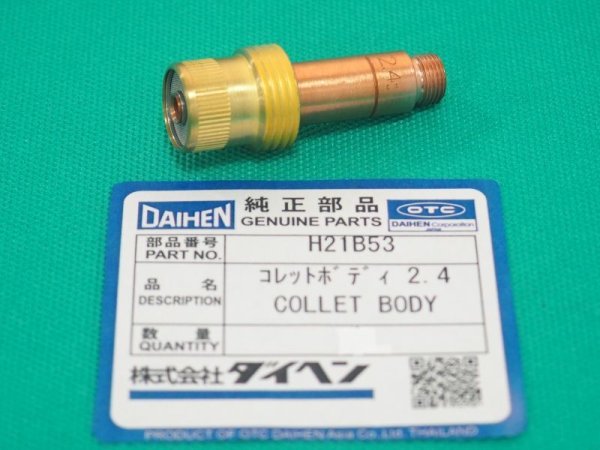 2.4
DAIHEN
純正部品
GENUINE PARTS
OTC
DAIHEN Corporation
JAPAN
部品番号
PART NO.
H21B53
品名
DESCRIPTION
コレットボディ 2.4
COLLET BODY
数量
QUANTITY
株式会社ダイヘン
PRODUCT OF OTC DAIHEN Asia Co., Ltd. THAILAND